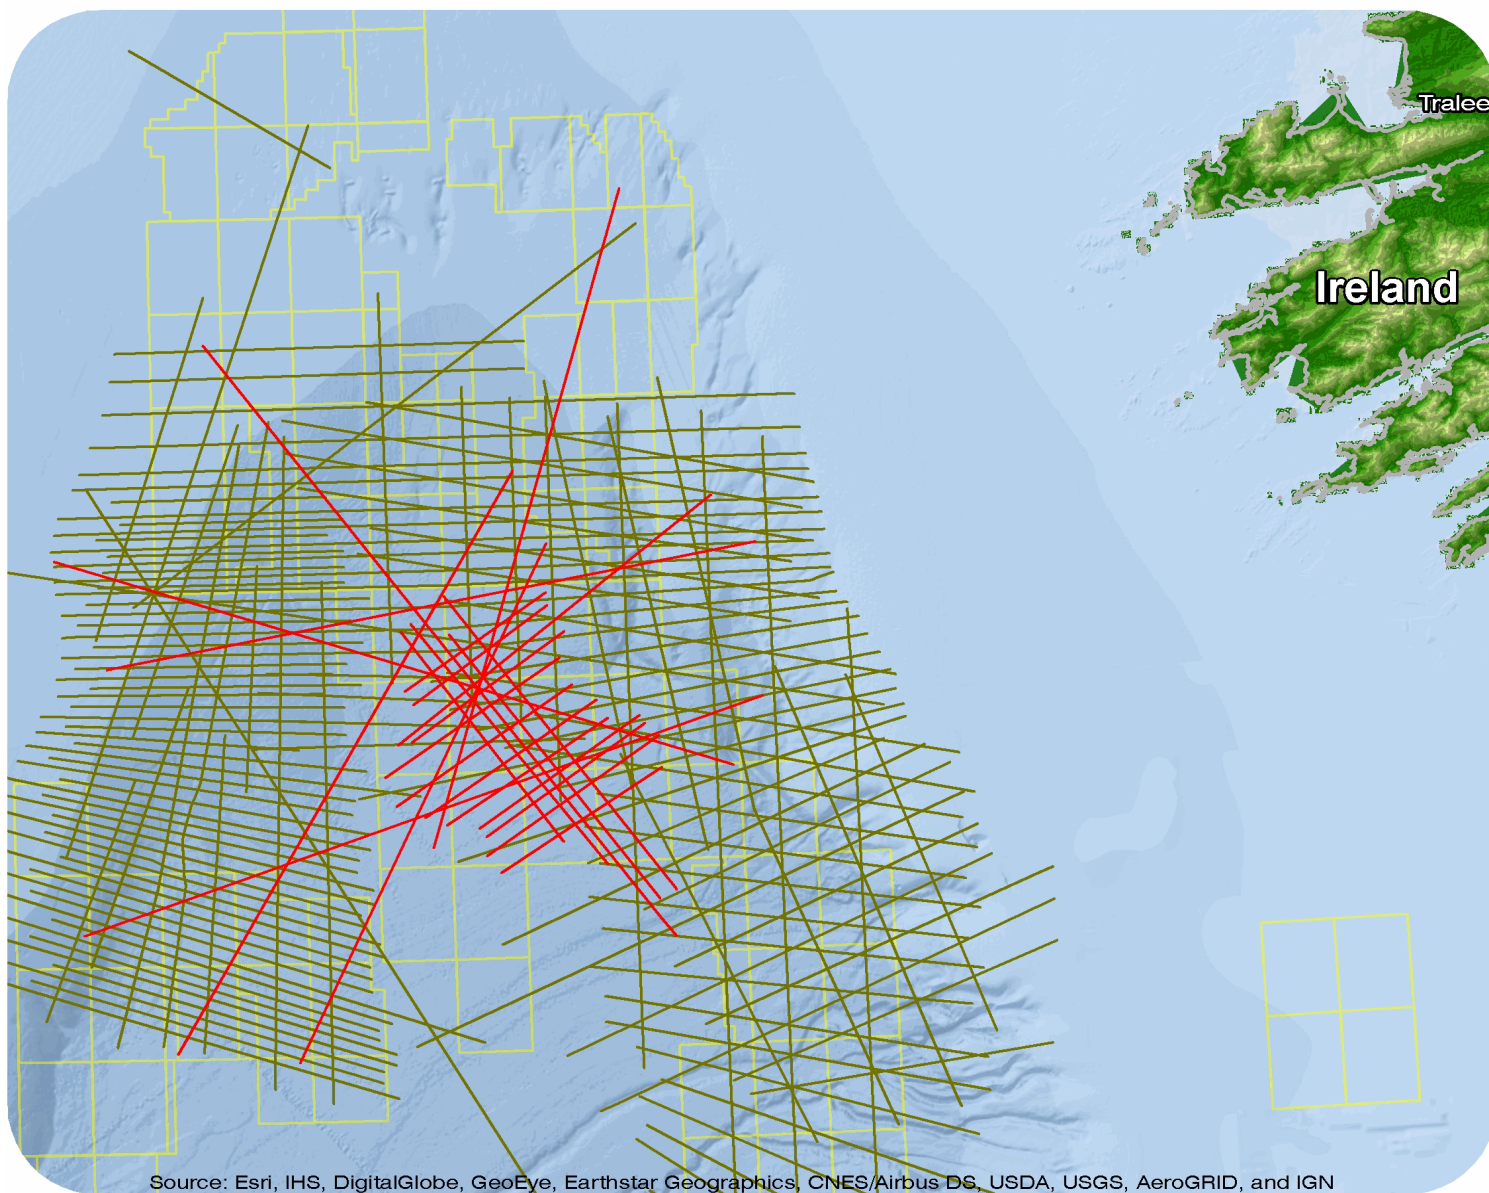 Tralee
Ireland
Source: Esri, IHS, DigitalGlobe, GeoEye, Earthstar Geographics, CNES/Airbus DS, USDA, USGS, AeroGRID, and IGN